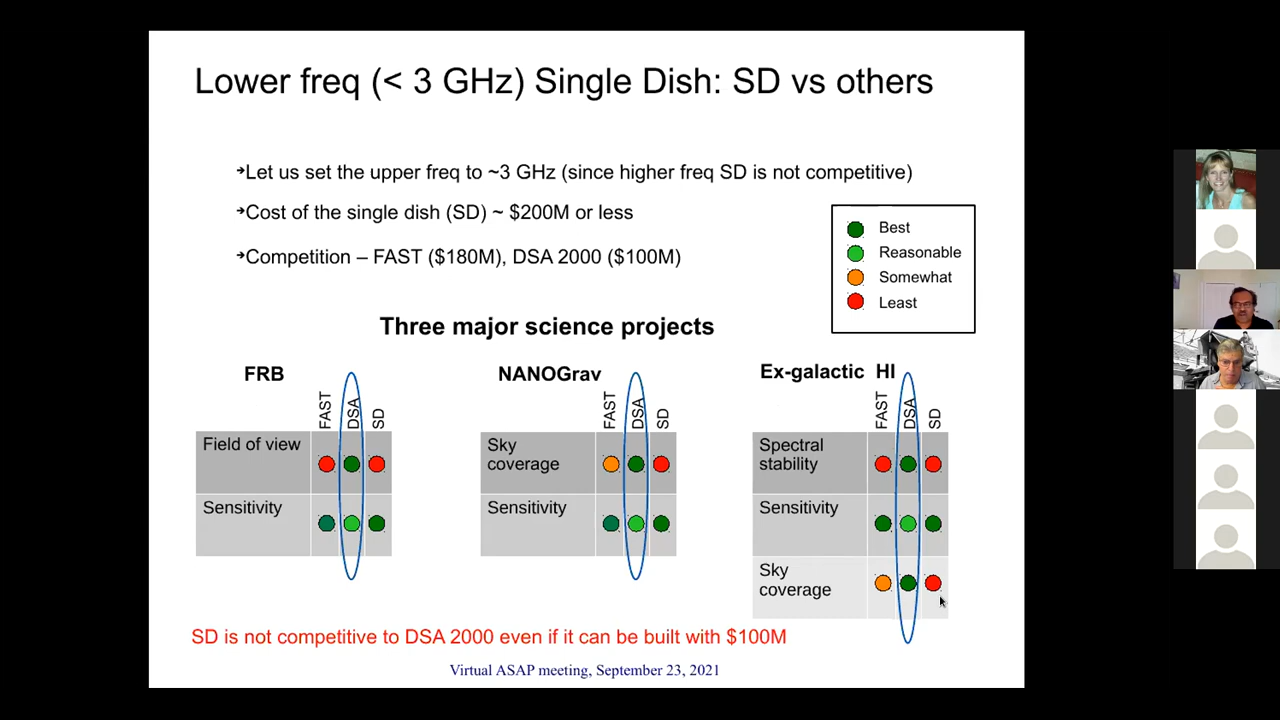 Lower freq (< 3 GHz) Single Dish: SD vs others
➔Let us set the upper freq to ~3 GHz (since higher freq SD is not competitive)
➔Cost of the single dish (SD) ~ $200M or less
➔Competition – FAST ($180M), DSA 2000 ($100M)
Best
Reasonable
Somewhat
Least
Three major science projects
FRB
FAST
DSA
SD
Field of view
Sensitivity
NANOGrav
FAST
DSA
SD
Sky
coverage
Sensitivity
Ex-galactic HI
FAST
DSA
SD
Spectral
stability
Sensitivity
Sky
coverage
SD is not competitive to DSA 2000 even if it can be built with $100M
Virtual ASAP meeting, September 23, 2021